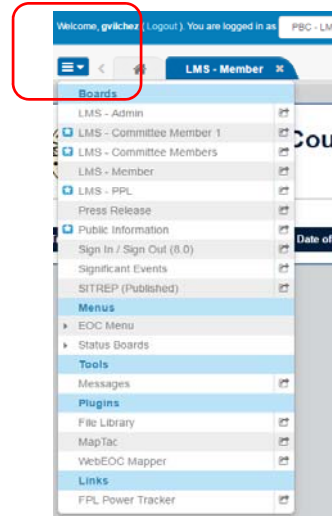 Welcome, gvilchez ( Logout ). You are logged in as PBC - LM
LMS - Member ×
Boards
LMS - Admin
LMS - Committee Member 1
LMS - Committee Members
LMS - Member
LMS - PPL
Press Release
Public Information
Sign In / Sign Out (8.0)
Significant Events
SITREP (Published)
Menus
EOC Menu
Status Boards
Tools
Messages
Plugins
File Library
MapTac
WebEOC Mapper
Links
FPL Power Tracker
Cou
Date of